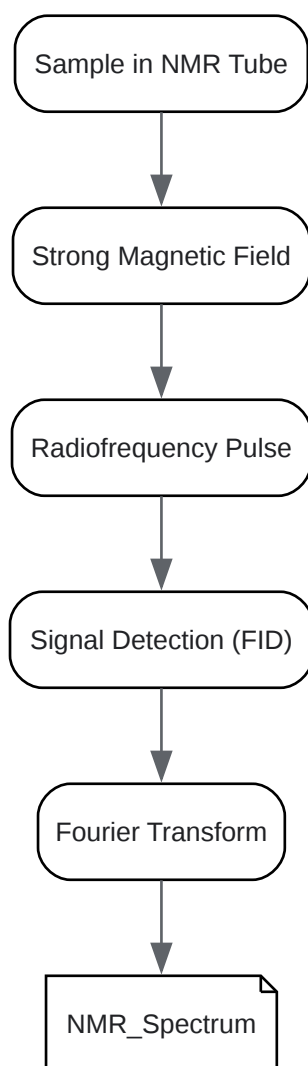 Sample in NMR Tube
Strong Magnetic Field
Radiofrequency Pulse
Signal Detection (FID)
Fourier Transform
NMR_Spectrum